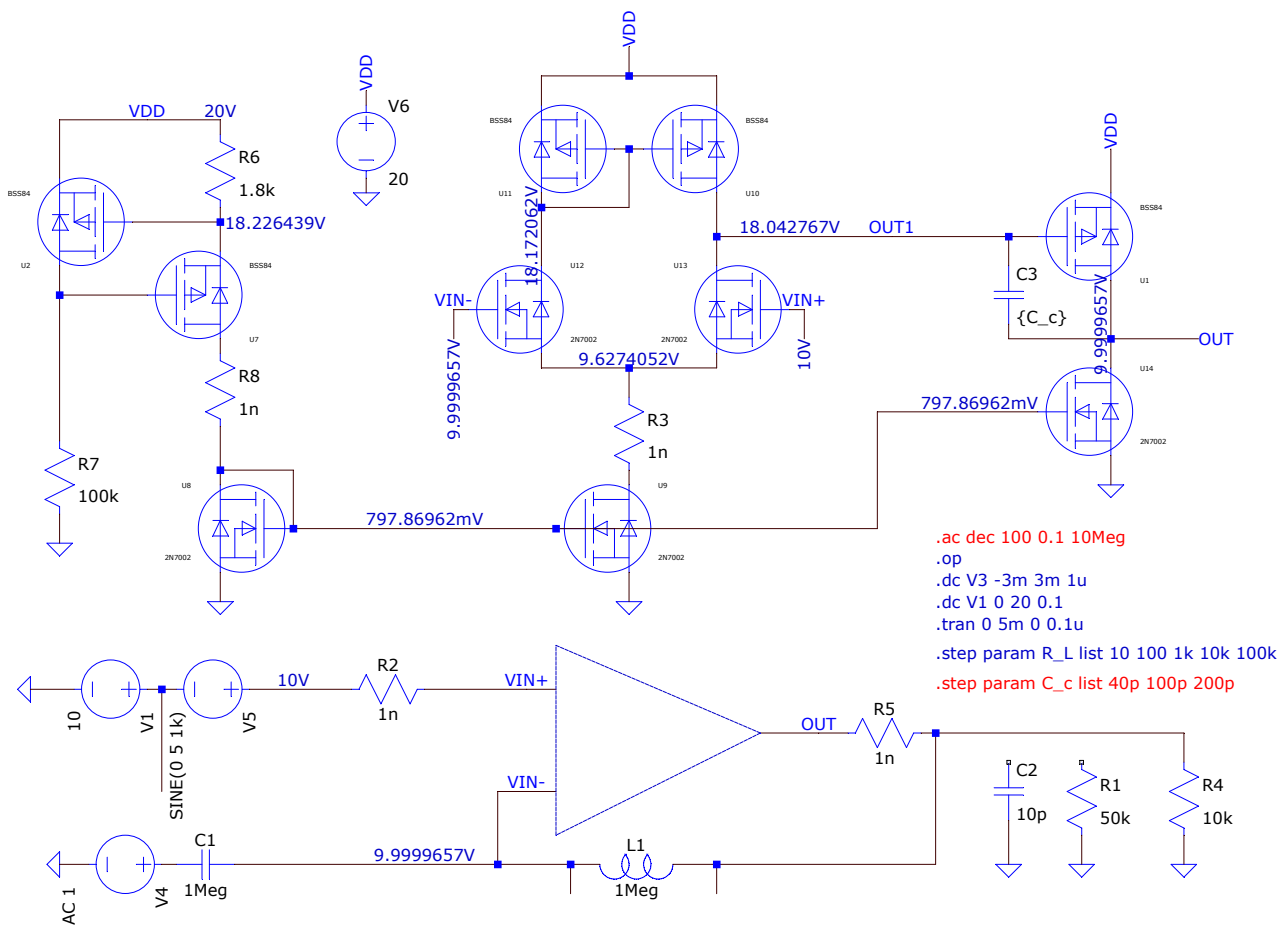 VDD
VDD
V6
20
VDD
20V
R6
1.8k
BSS84
U2
18.226439V
BSS84
U7
R8
1n
R7
100k
U8
2N7002
797.86962mV
VDD
BSS84
U11
BSS84
U10
18.172062V
18.042767V
OUT1
U12
2N7002
U13
2N7002
VIN-
VIN+
9.9999657V
10V
9.6274052V
R3
1n
U9
2N7002
VDD
BSS84
U1
C3
{C_c}
9.9999657V
OUT
U14
2N7002
797.86962mV
.ac dec 100 0.1 10Meg
.op
.dc V3 -3m 3m 1u
.dc V1 0 20 0.1
.tran 0 5m 0 0.1u
.step param R_L list 10 100 1k 10k 100k
.step param C_c list 40p 100p 200p
10
V1
SINE(0 5 1k)
V5
10V
R2
1n
VIN+
VIN-
OUT
R5
1n
C2
10p
R1
50k
R4
10k
AC 1
V4
C1
1Meg
9.9999657V
L1
1Meg